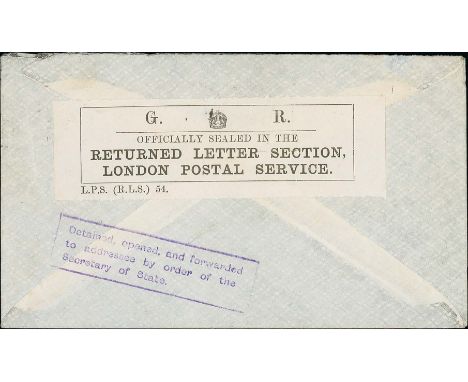 G. R.
OFFICIALLY SEALED IN THE
RETURNED LETTER SECTION,
LONDON POSTAL SERVICE.
L.P.S. (R.L.S.) 54.
Detained, opened, and forwarded
to addressee by order of the
Secretary of State.